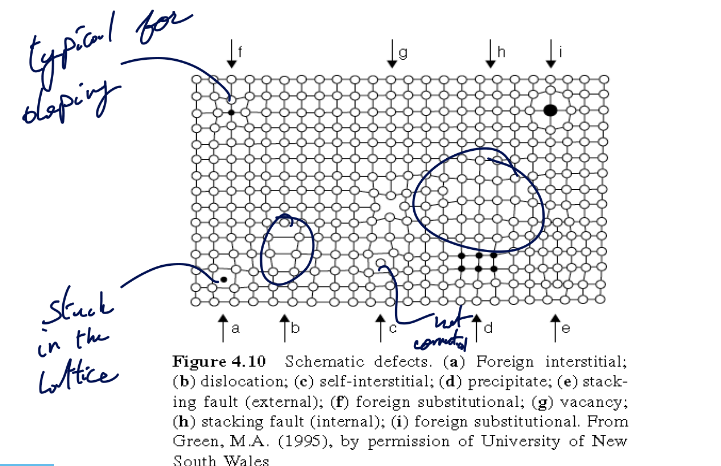 typical for
doping
f
g
h
i
stuck
in the
lattice
not
connected
a
b
c
d
e
Figure 4.10 Schematic defects. (a) Foreign interstitial;
(b) dislocation; (c) self-interstitial; (d) precipitate; (e) stack-
ing fault (external); (f) foreign substitutional; (g) vacancy;
(h) stacking fault (internal); (i) foreign substitutional. From
Green, M.A. (1995), by permission of University of New
South Wales